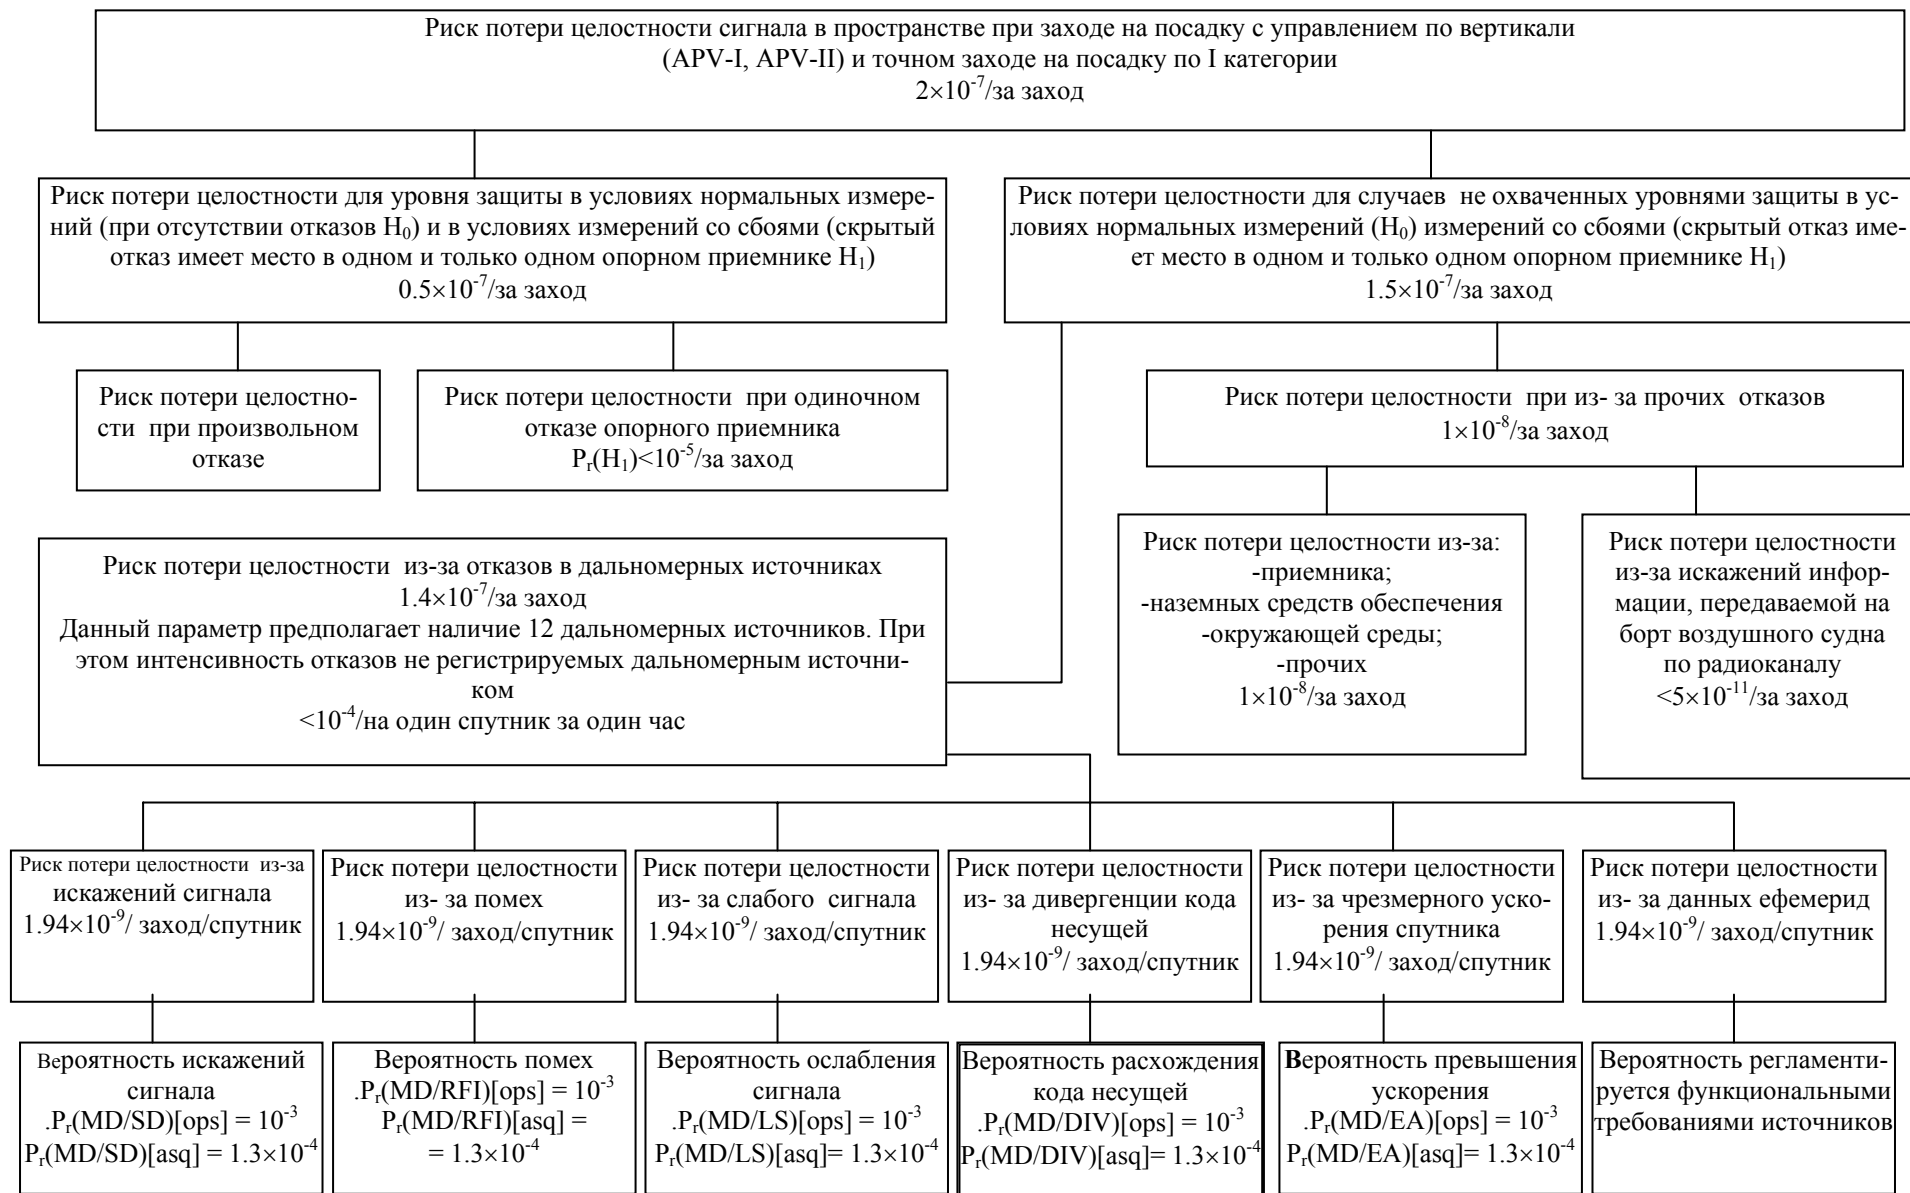 Риск потери целостности сигнала в пространстве при заходе на посадку с управлением по вертикали
(APV-I, APV-II) и точном заходе на посадку по I категории
2×10⁻⁷/за заход
Риск потери целостности для уровня защиты в условиях нормальных измере-
ний (при отсутствии отказов H₀) и в условиях измерений со сбоями (скрытый
отказ имеет место в одном и только одном опорном приемнике H₁)
0.5×10⁻⁷/за заход
Риск потери целостности для случаев не охваченных уровнями защиты в ус-
ловиях нормальных измерений (H₀) измерений со сбоями (скрытый отказ име-
ет место в одном и только одном опорном приемнике H₁)
1.5×10⁻⁷/за заход
Риск потери целостно-
сти при произвольном
отказе
Риск потери целостности при одиночном
отказе опорного приемника
Pᵣ(H₁)<10⁻⁵/за заход
Риск потери целостности при из- за прочих отказов
1×10⁻⁸/за заход
Риск потери целостности из-за отказов в дальномерных источниках
1.4×10⁻⁷/за заход
Данный параметр предполагает наличие 12 дальномерных источников. При
этом интенсивность отказов не регистрируемых дальномерным источни-
ком
<10⁻⁴/на один спутник за один час
Риск потери целостности из-за:
-приемника;
-наземных средств обеспечения
-окружающей среды;
-прочих
1×10⁻⁸/за заход
Риск потери целостности
из-за искажений инфор-
мации, передаваемой на
борт воздушного судна
по радиоканалу
<5×10⁻¹¹/за заход
Риск потери целостности из-за
искажений сигнала
1.94×10⁻⁹/ заход/спутник
Риск потери целостности
из- за помех
1.94×10⁻⁹/ заход/спутник
Риск потери целостности
из- за слабого сигнала
1.94×10⁻⁹/ заход/спутник
Риск потери целостности
из- за дивергенции кода
несущей
1.94×10⁻⁹/ заход/спутник
Риск потери целостности
из- за чрезмерного уско-
рения спутника
1.94×10⁻⁹/ заход/спутник
Риск потери целостности
из- за данных ефемерид
1.94×10⁻⁹/ заход/спутник
Вероятность искажений
сигнала
.Pᵣ(MD/SD)[ops] = 10⁻³
Pᵣ(MD/SD)[asq] = 1.3×10⁻⁴
Вероятность помех
.Pᵣ(MD/RFI)[ops] = 10⁻³
Pᵣ(MD/RFI)[asq] =
= 1.3×10⁻⁴
Вероятность ослабления
сигнала
.Pᵣ(MD/LS)[ops] = 10⁻³
Pᵣ(MD/LS)[asq]= 1.3×10⁻⁴
Вероятность расхождения
кода несущей
.Pᵣ(MD/DIV)[ops] = 10⁻³
Pᵣ(MD/DIV)[asq]= 1.3×10⁻⁴
Вероятность превышения
ускорения
.Pᵣ(MD/EA)[ops] = 10⁻³
Pᵣ(MD/EA)[asq]= 1.3×10⁻⁴
Вероятность регламенти-
руется функциональными
требованиями источников